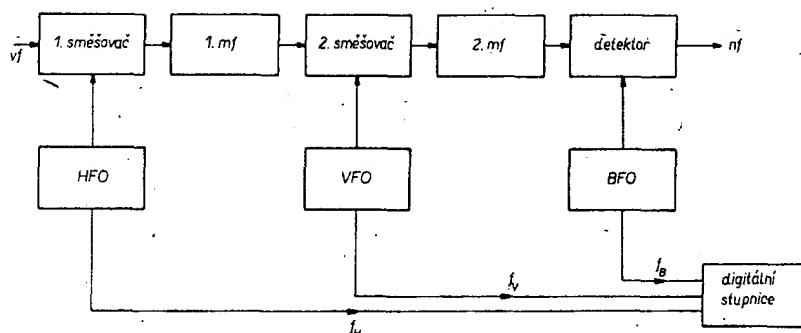 vf
1. směšovač
1. mf
2. směšovač
2. mf
detektor
nf
HFO
VFO
BFO
f_B
f_V
f_H
digitální
stupnice